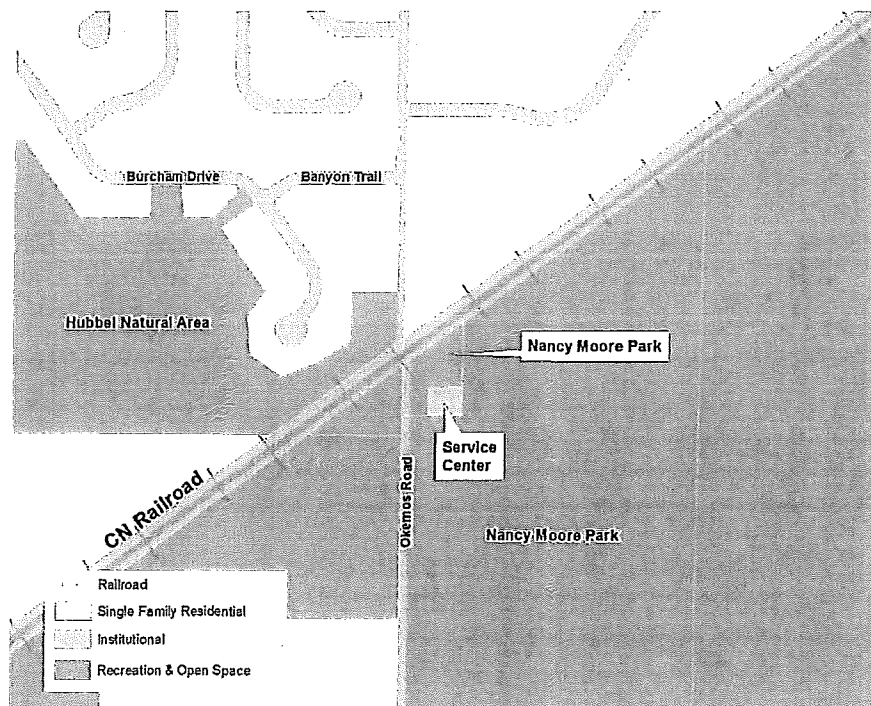 Burcham Drive
Banyon Trail
Hubbel Natural Area
Nancy Moore Park
Service
Center
CN Railroad
Okemos Road
Nancy Moore Park
Railroad
Single Family Residential
Institutional
Recreation & Open Space